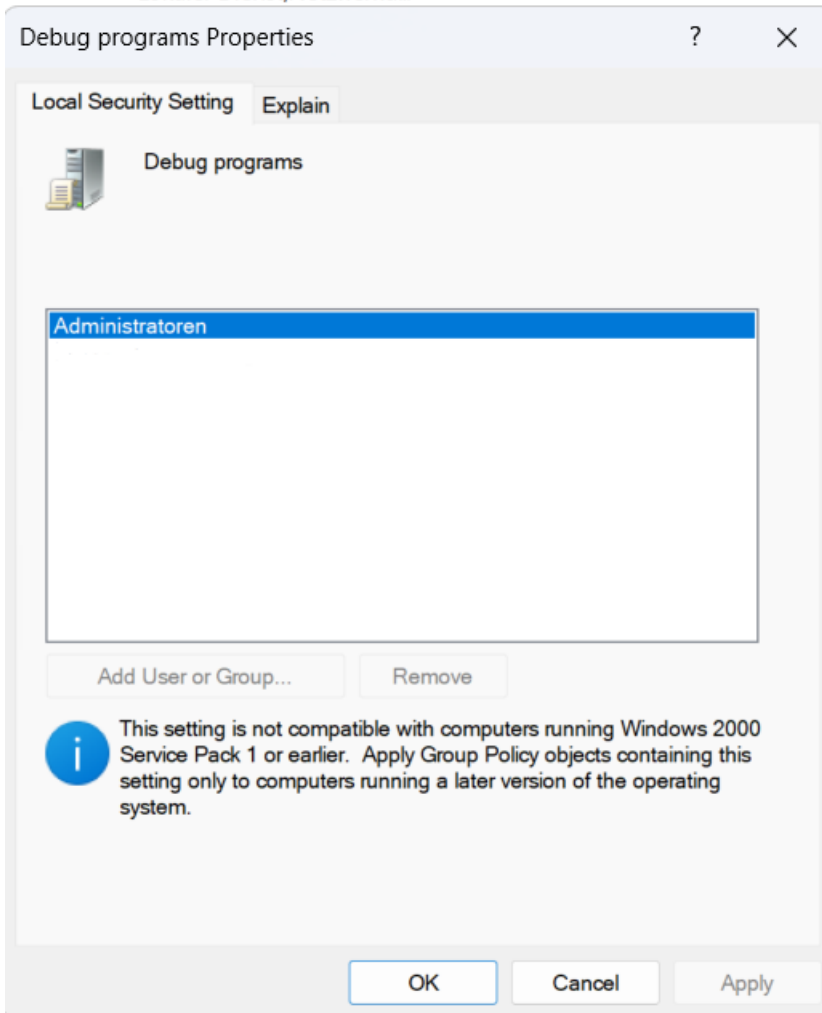 Debug programs Properties
?
Local Security Setting
Explain
Debug programs
Administratoren
Add User or Group...
Remove
This setting is not compatible with computers running Windows 2000
Service Pack 1 or earlier.  Apply Group Policy objects containing this
setting only to computers running a later version of the operating
system.
OK
Cancel
Apply